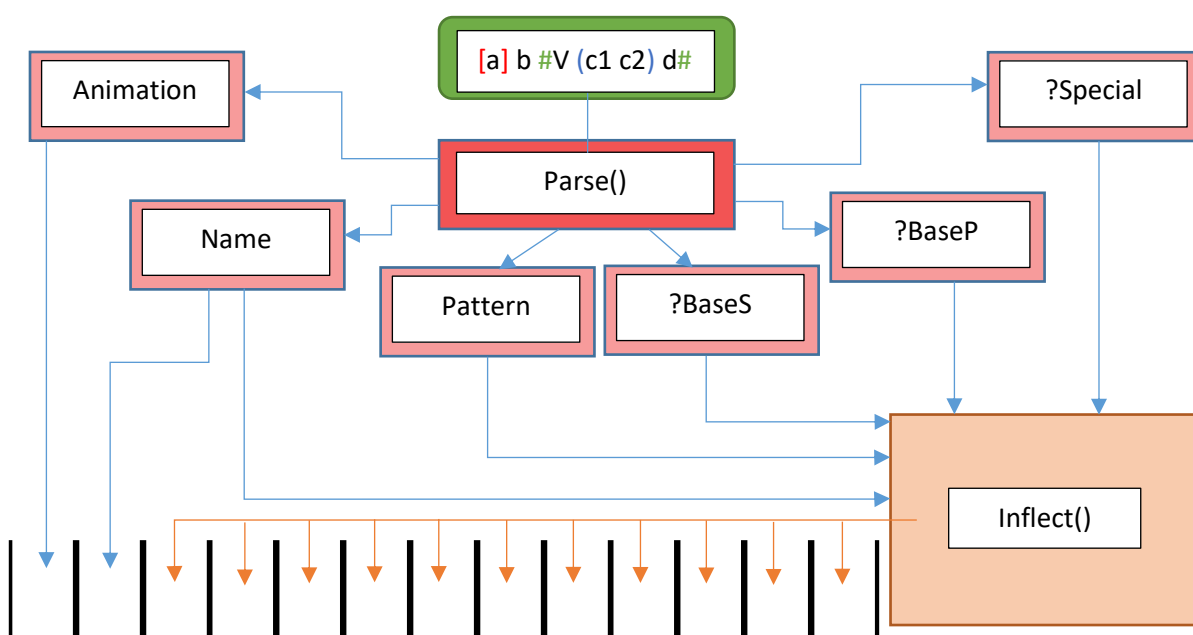 [a] b #V (c1 c2) d#
Animation
?Special
Parse()
Name
?BaseP
Pattern
?BaseS
Inflect()